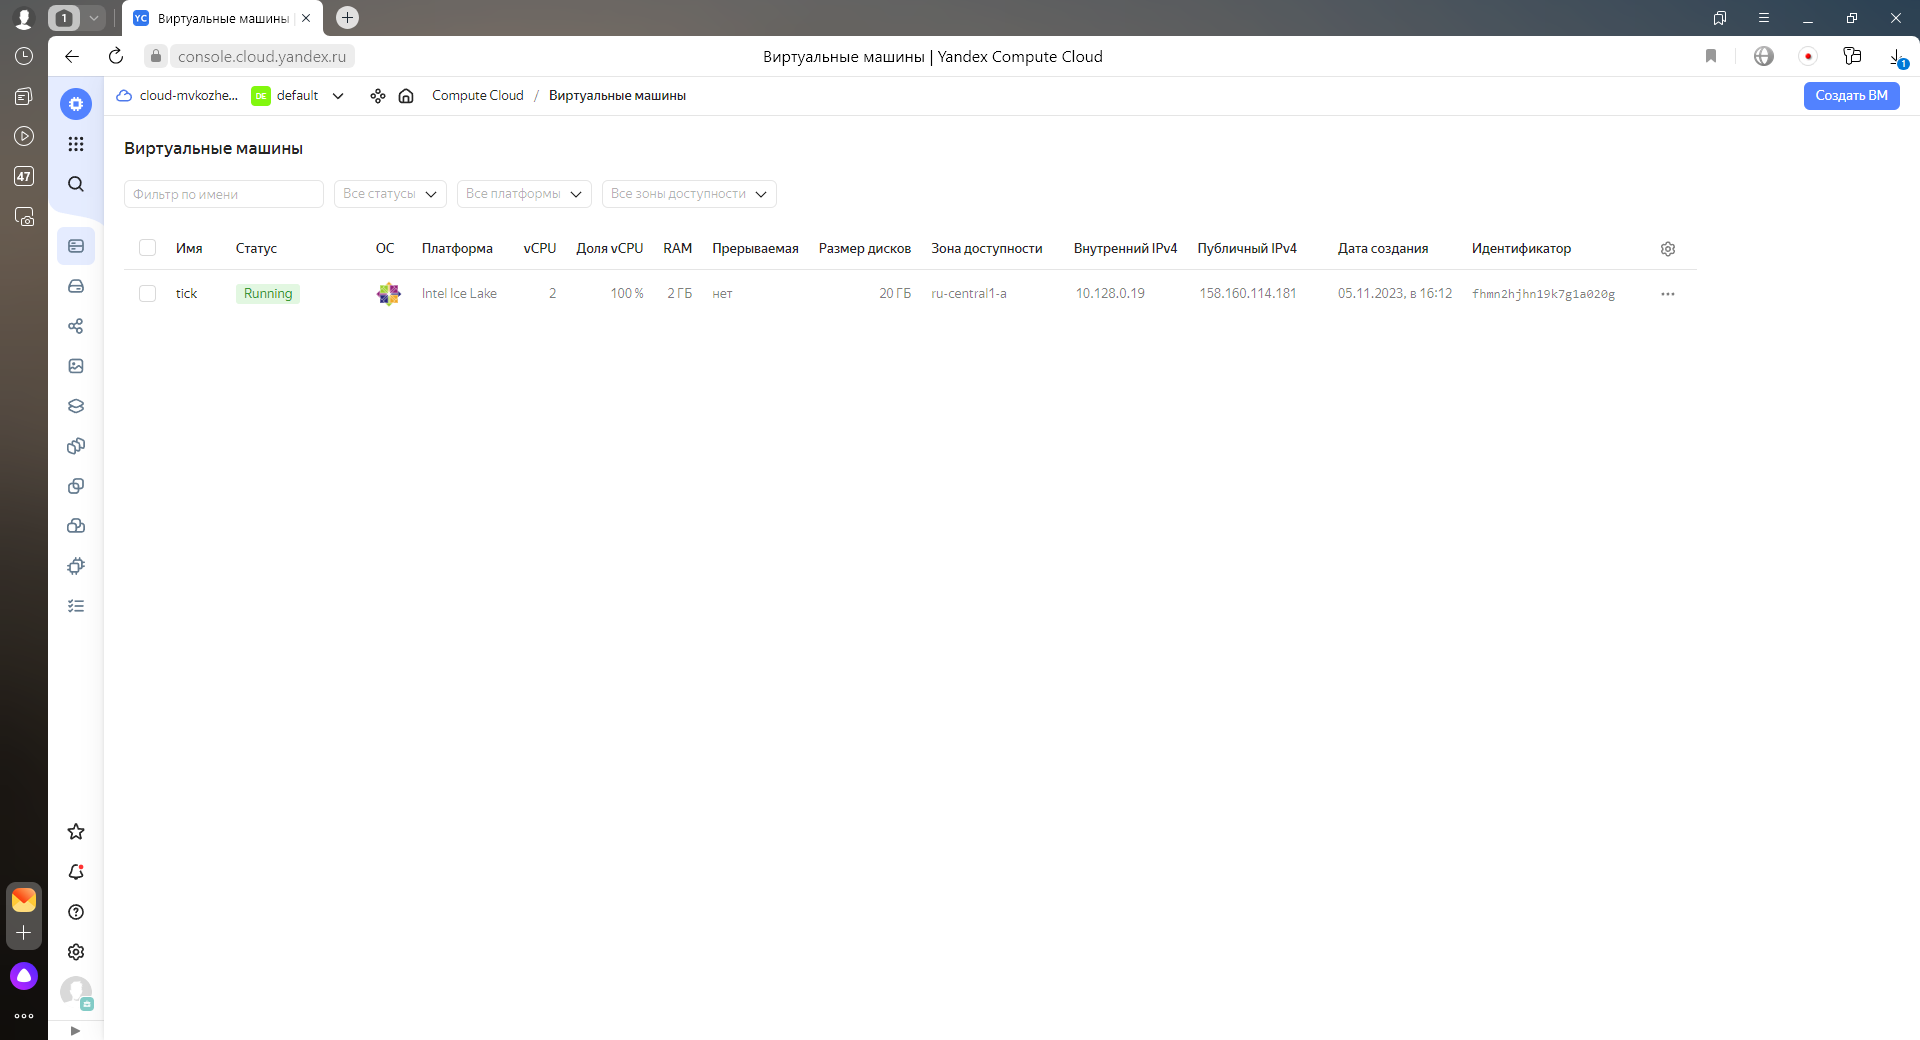 1
YC Виртуальные машины
console.cloud.yandex.ru
Виртуальные машины | Yandex Compute Cloud
1
47
cloud-mvkozhe...
DE default
Compute Cloud / Виртуальные машины
Создать ВМ
Виртуальные машины
Фильтр по имени
Все статусы
Все платформы
Все зоны доступности
Имя Статус ОС Платформа vCPU Доля vCPU RAM Прерываемая Размер дисков Зона доступности Внутренний IPv4 Публичный IPv4 Дата создания Идентификатор
tick Running Intel Ice Lake 2 100 % 2 ГБ нет 20 ГБ ru-central1-a 10.128.0.19 158.160.114.181 05.11.2023, в 16:12 fhmn2hjhn19k7g1a020g